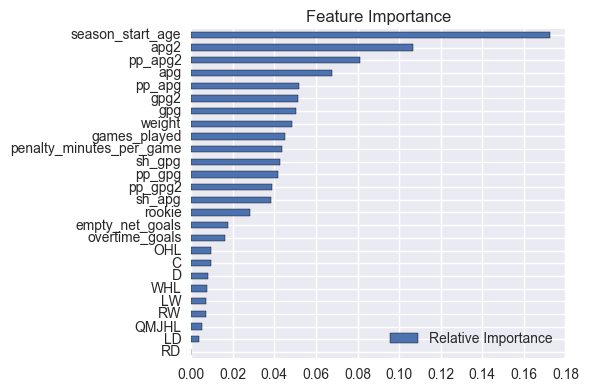 Feature Importance
season_start_age
apg2
pp_apg2
apg
pp_apg
gpg2
gpg
weight
games_played
penalty_minutes_per_game
sh_gpg
pp_gpg
pp_gpg2
sh_apg
rookie
empty_net_goals
overtime_goals
OHL
C
D
WHL
LW
RW
QMJHL
LD
RD
Relative Importance
0.00 0.02 0.04 0.06 0.08 0.10 0.12 0.14 0.16 0.18